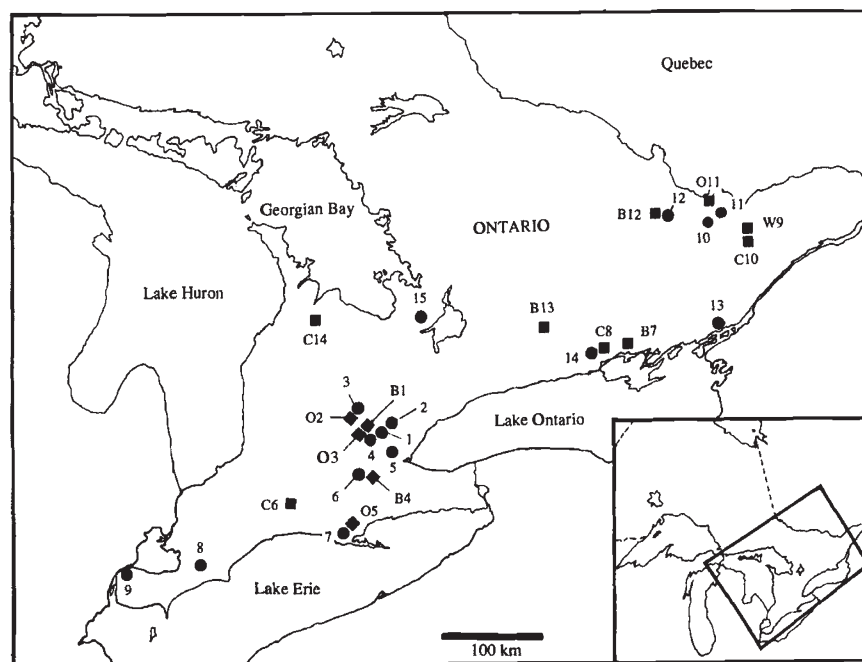 Quebec
O11
12
11
B12
W9
10
C10
Georgian Bay
ONTARIO
Lake Huron
15
B13
13
C14
C8
B7
14
3
B1
O2
2
Lake Ontario
O3
4
1
5
6
B4
C6
O5
7
8
9
Lake Erie
100 km